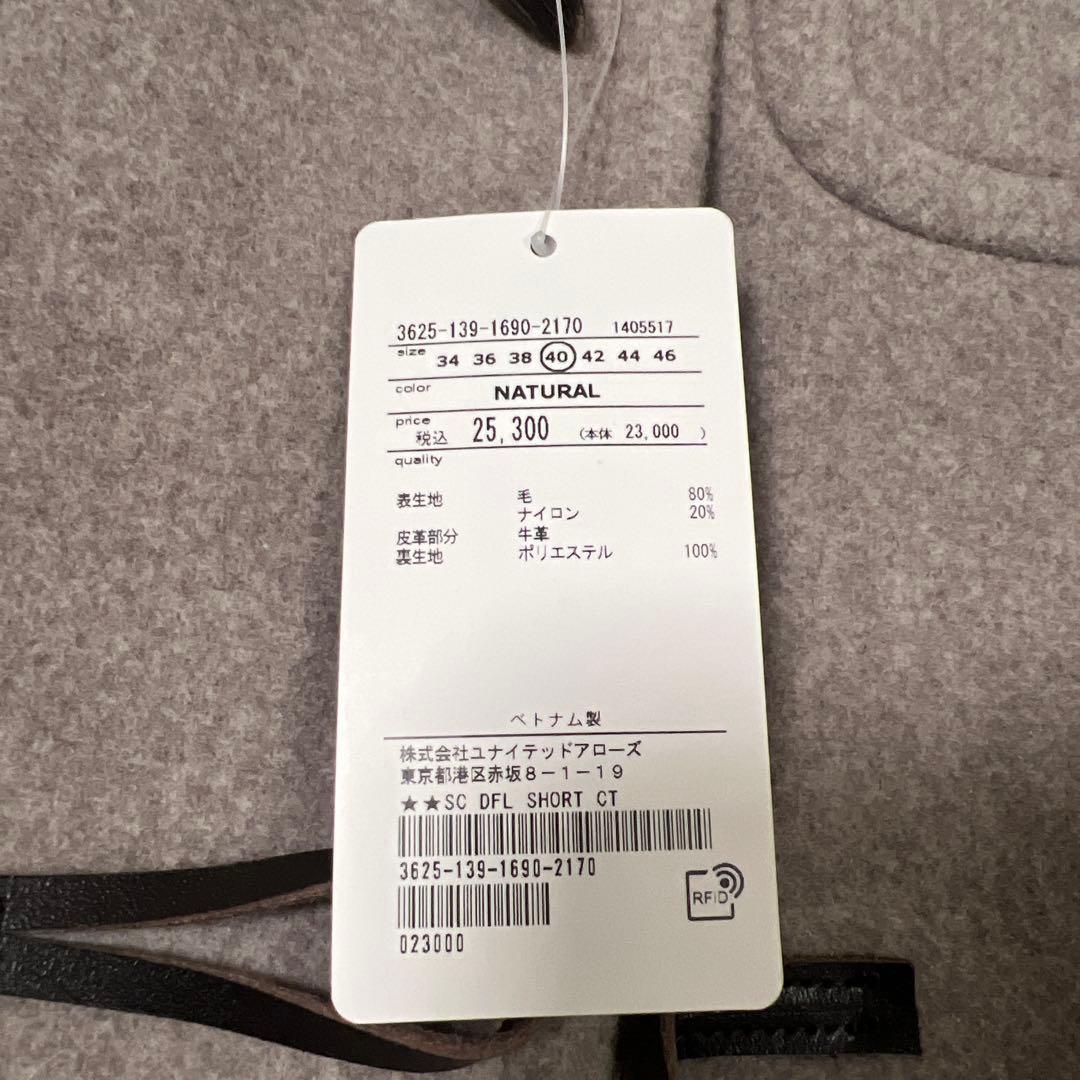 3625-139-1690-2170 1405517
size 34 36 38 40 42 44 46
color NATURAL
price 税込 25,300 (本体 23,000 )
quality
表生地 毛 80%
ナイロン 20%
皮革部分 牛革
裏生地 ポリエステル 100%
ベトナム製
株式会社ユナイテッドアローズ
東京都港区赤坂8-1-19
★★SC DFL SHORT CT
3625-139-1690-2170
RFID
023000